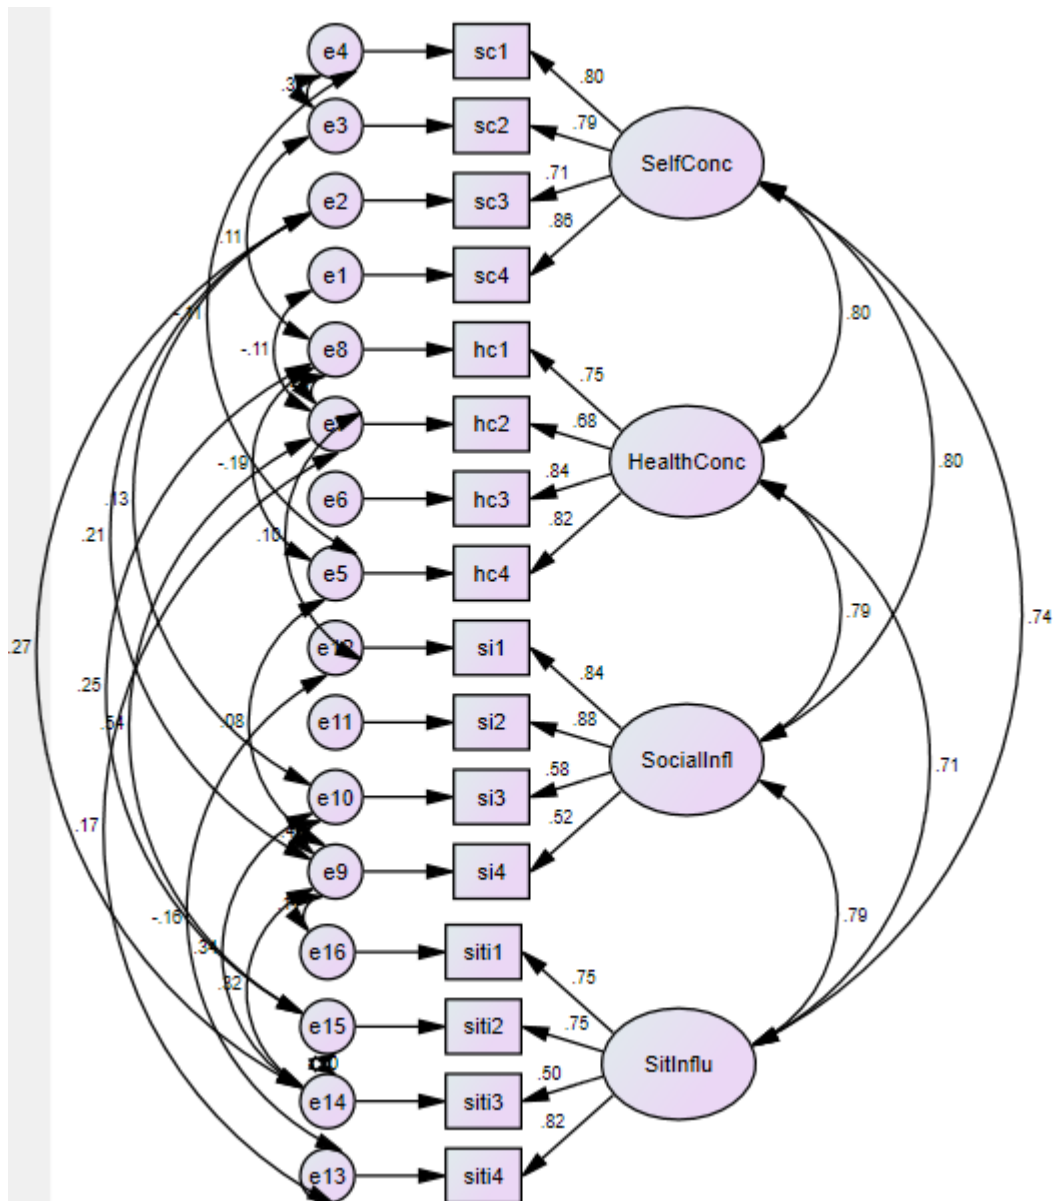 e4 sc1 .80
e3 sc2 .79 SelfConc
.71
e2 sc3
.86
.11
e1 sc4
.80
-.11
e8 hc1 .75
hc2 .68
-.19 HealthConc .80
.84
.13 e6 hc3
.82
.21 .10
e5 hc4
.79 .74
.27 si1
.84
.25
.08 e11 si2 .88
SocialInfl .71
.58
e10 si3
.52
.17
e9 si4
-.16 .79
.34
e16 siti1 .75
.32
e15 siti2 .75
SitInflu
.50
e14 siti3
.82
e13 siti4